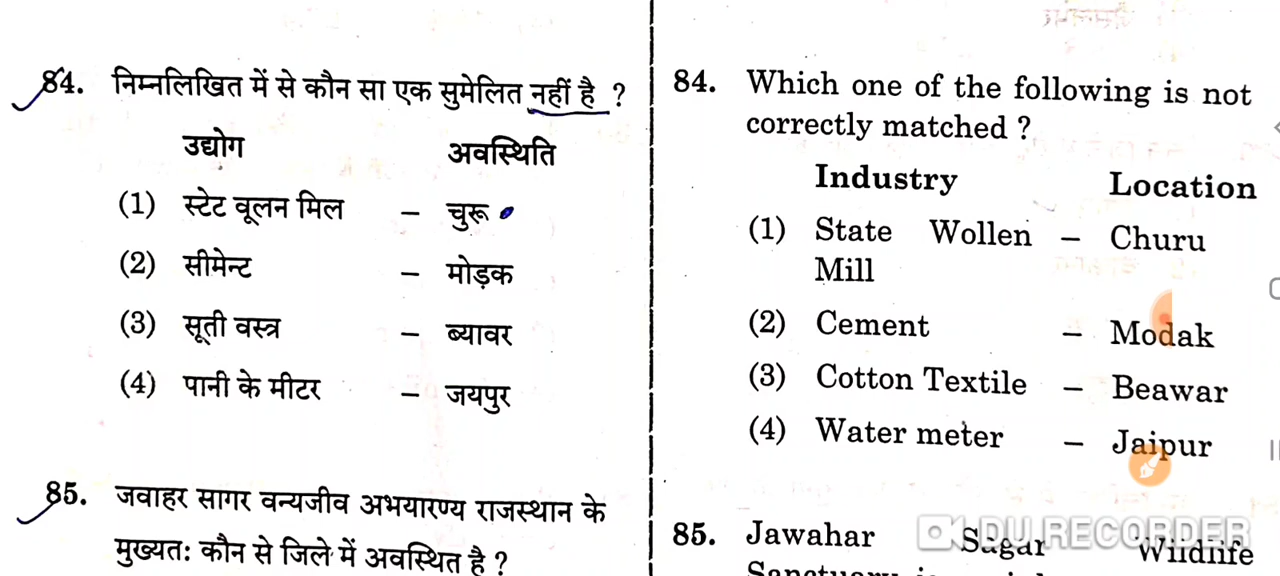 84. निम्नलिखित में से कौन सा एक सुमेलित नहीं है ?
उद्योग अवस्थिति
(1) स्टेट वूलन मिल – चुरू
(2) सीमेन्ट – मोड़क
(3) सूती वस्त्र – ब्यावर
(4) पानी के मीटर – जयपुर
85. जवाहर सागर वन्यजीव अभयारण्य राजस्थान के
मुख्यतः कौन से जिले में अवस्थित है ?
84. Which one of the following is not
correctly matched ?
Industry Location
(1) State Wollen – Churu
Mill
(2) Cement – Modak
(3) Cotton Textile – Beawar
(4) Water meter – Jaipur
85. Jawahar Sagar Wildlife
DU RECORDER